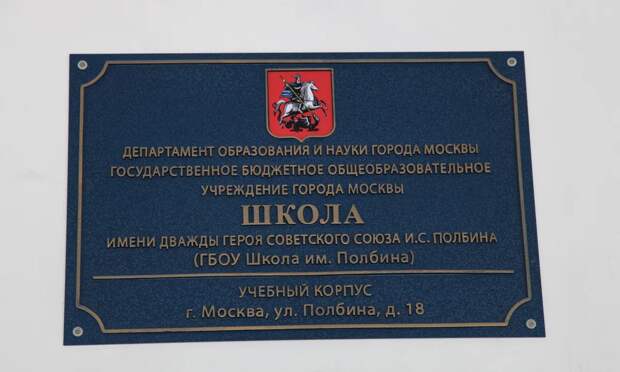 ДЕПАРТАМЕНТ ОБРАЗОВАНИЯ И НАУКИ ГОРОДА МОСКВЫ
ГОСУДАРСТВЕННОЕ БЮДЖЕТНОЕ ОБЩЕОБРАЗОВАТЕЛЬНОЕ
УЧРЕЖДЕНИЕ ГОРОДА МОСКВЫ
ШКОЛА
ИМЕНИ ДВАЖДЫ ГЕРОЯ СОВЕТСКОГО СОЮЗА И.С. ПОЛБИНА
(ГБОУ Школа им. Полбина)
УЧЕБНЫЙ КОРПУС
г. Москва, ул. Полбина, д. 18